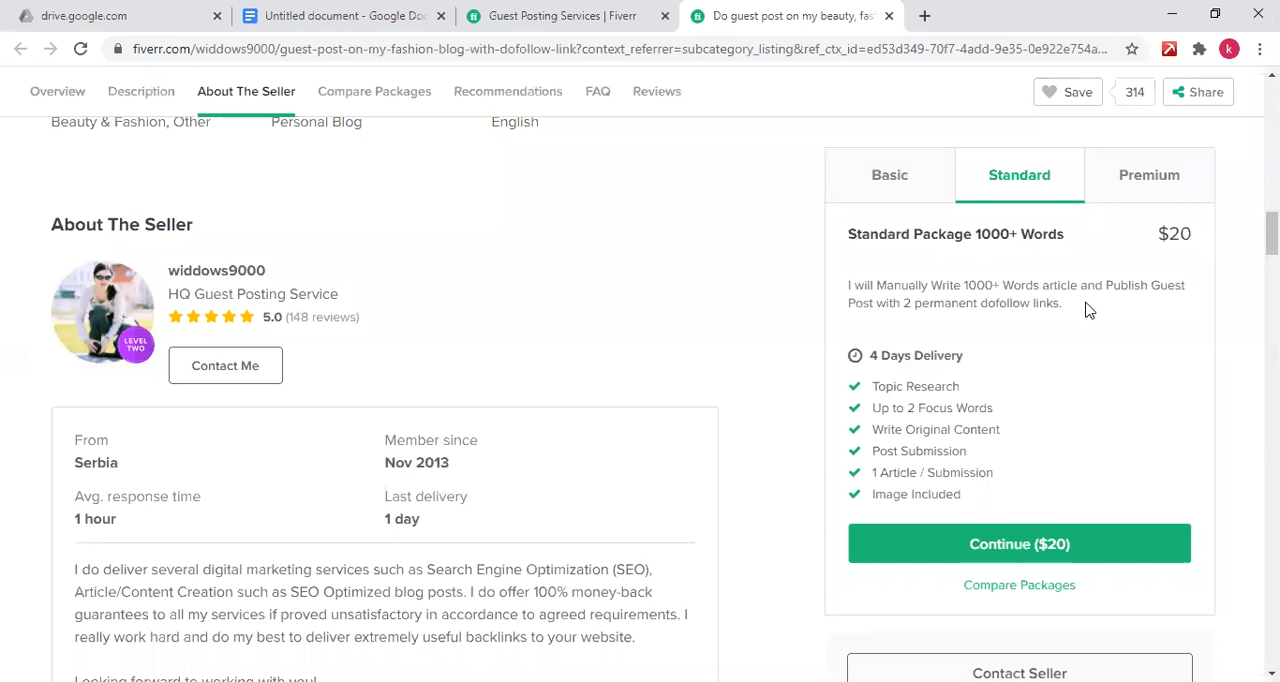 drive.google.com
Untitled document - Google Doc
Guest Posting Services | Fiverr
Do guest post on my beauty, fas
fiverr.com/widdows9000/guest-post-on-my-fashion-blog-with-dofollow-link?context_referrer=subcategory_listing&ref_ctx_id=ed53d349-70f7-4add-9e35-0e922e754a...
k
Overview
Description
About The Seller
Compare Packages
Recommendations
FAQ
Reviews
Save
314
Share
Beauty & Fashion, Other
Personal Blog
English
About The Seller
widdows9000
HQ Guest Posting Service
5.0 (148 reviews)
LEVEL
TWO
Contact Me
From
Serbia
Member since
Nov 2013
Avg. response time
1 hour
Last delivery
1 day
I do deliver several digital marketing services such as Search Engine Optimization (SEO),
Article/Content Creation such as SEO Optimized blog posts. I do offer 100% money-back
guarantees to all my services if proved unsatisfactory in accordance to agreed requirements. I
really work hard and do my best to deliver extremely useful backlinks to your website.
Looking forward to working with you!
Basic
Standard
Premium
Standard Package 1000+ Words
$20
I will Manually Write 1000+ Words article and Publish Guest
Post with 2 permanent dofollow links.
4 Days Delivery
Topic Research
Up to 2 Focus Words
Write Original Content
Post Submission
1 Article / Submission
Image Included
Continue ($20)
Compare Packages
Contact Seller